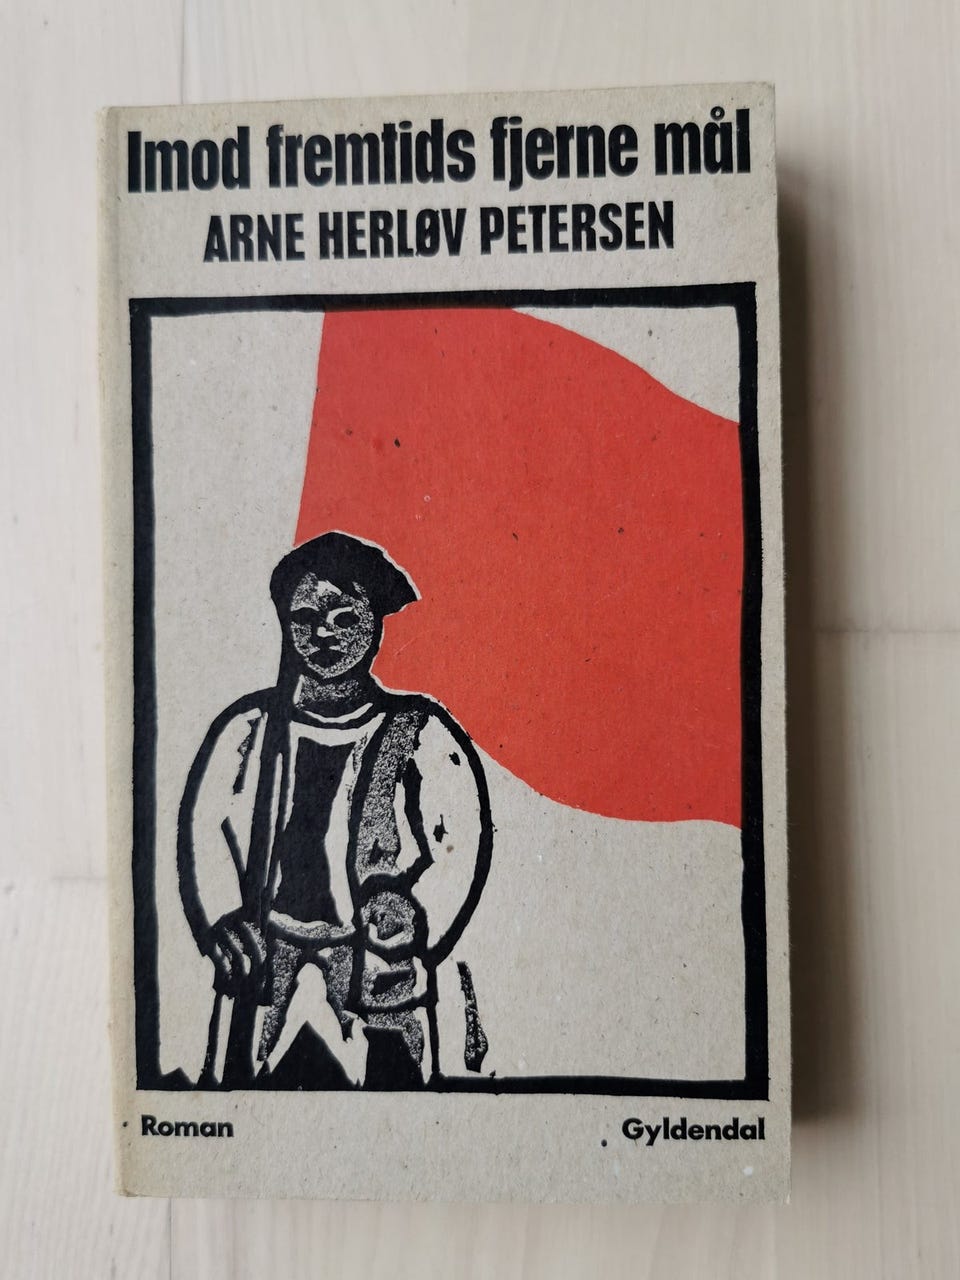 Imod fremtids fjerne mål
ARNE HERLØV PETERSEN
Roman
Gyldendal